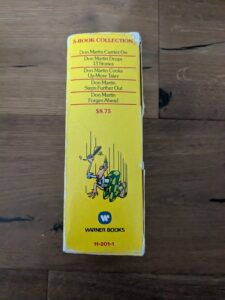 5-BOOK COLLECTION
Don Martin Carries On
Don Martin Drops
13 Stories
Don Martin Cooks
Up More Tales
Don Martin
Steps Further Out
Don Martin
Forges Ahead
$8.75
W
WARNER BOOKS
11-201-1